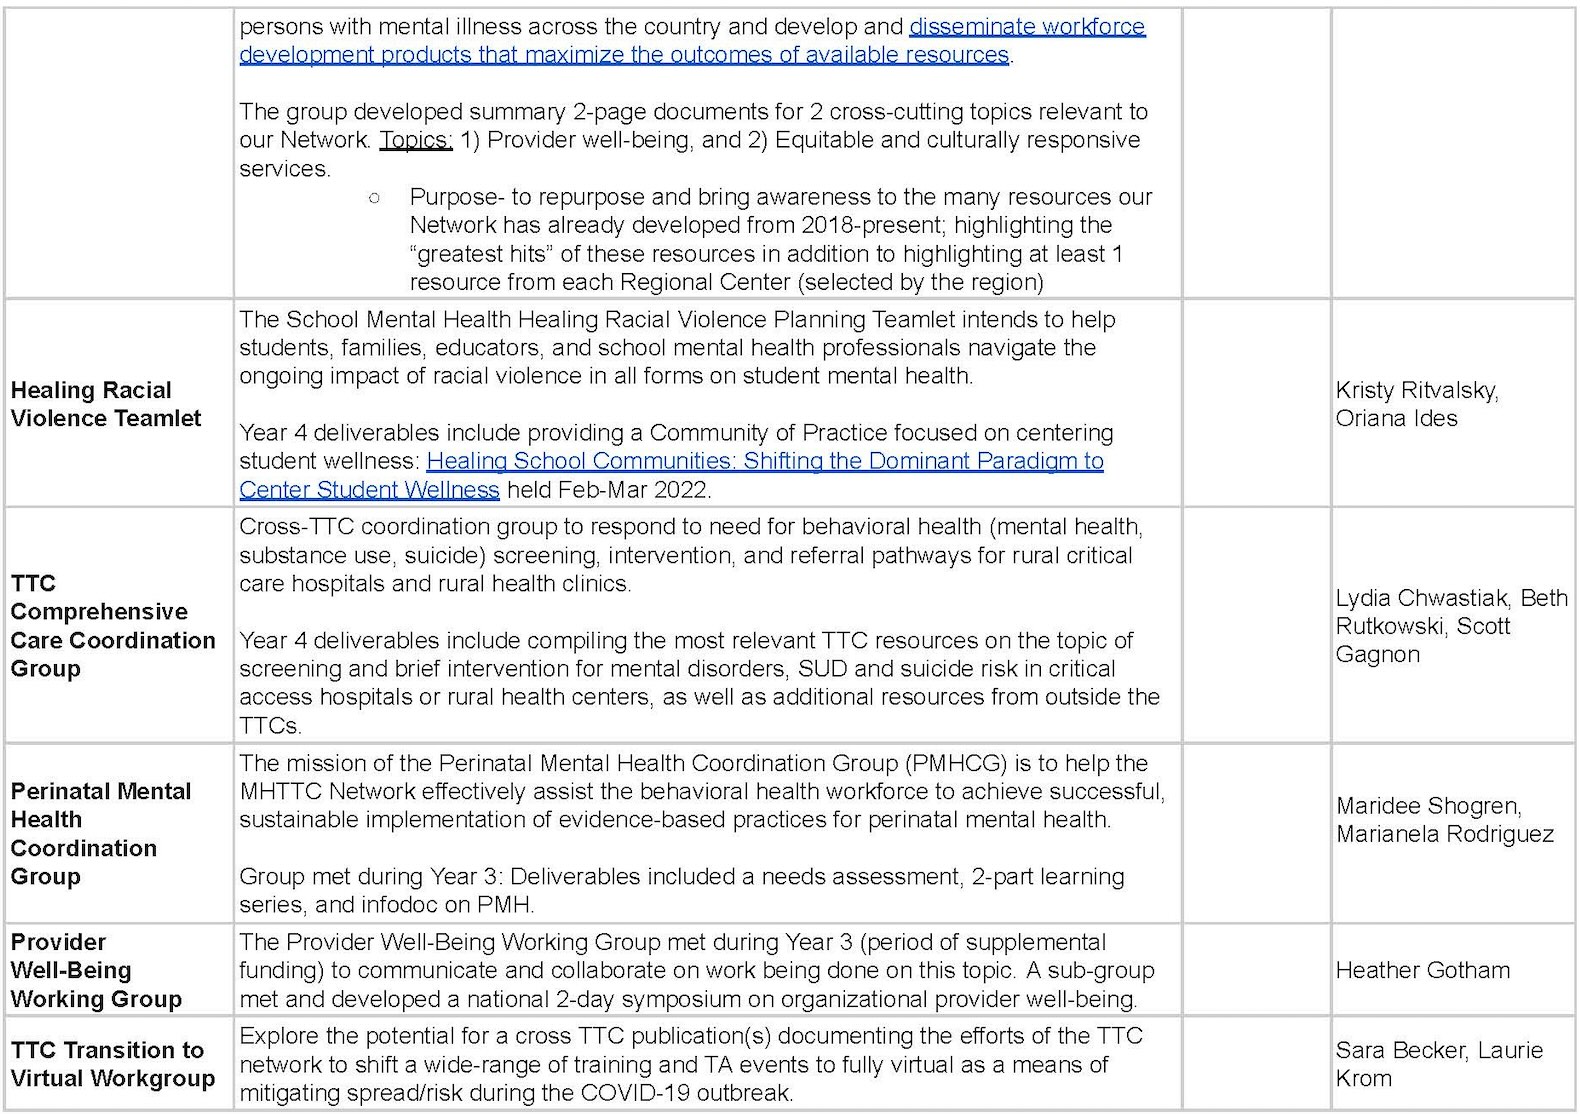 persons with mental illness across the country and develop and disseminate workforce
development products that maximize the outcomes of available resources.
The group developed summary 2-page documents for 2 cross-cutting topics relevant to
our Network. Topics: 1) Provider well-being, and 2) Equitable and culturally responsive
services.
○ Purpose- to repurpose and bring awareness to the many resources our
Network has already developed from 2018-present; highlighting the
“greatest hits” of these resources in addition to highlighting at least 1
resource from each Regional Center (selected by the region)
Healing Racial
Violence Teamlet
The School Mental Health Healing Racial Violence Planning Teamlet intends to help
students, families, educators, and school mental health professionals navigate the
ongoing impact of racial violence in all forms on student mental health.
Year 4 deliverables include providing a Community of Practice focused on centering
student wellness: Healing School Communities: Shifting the Dominant Paradigm to
Center Student Wellness held Feb-Mar 2022.
Kristy Ritvalsky,
Oriana Ides
TTC
Comprehensive
Care Coordination
Group
Cross-TTC coordination group to respond to need for behavioral health (mental health,
substance use, suicide) screening, intervention, and referral pathways for rural critical
care hospitals and rural health clinics.
Year 4 deliverables include compiling the most relevant TTC resources on the topic of
screening and brief intervention for mental disorders, SUD and suicide risk in critical
access hospitals or rural health centers, as well as additional resources from outside the
TTCs.
Lydia Chwastiak, Beth
Rutkowski, Scott
Gagnon
Perinatal Mental
Health
Coordination
Group
The mission of the Perinatal Mental Health Coordination Group (PMHCG) is to help the
MHTTC Network effectively assist the behavioral health workforce to achieve successful,
sustainable implementation of evidence-based practices for perinatal mental health.
Group met during Year 3: Deliverables included a needs assessment, 2-part learning
series, and infodoc on PMH.
Maridee Shogren,
Marianela Rodriguez
Provider
Well-Being
Working Group
The Provider Well-Being Working Group met during Year 3 (period of supplemental
funding) to communicate and collaborate on work being done on this topic. A sub-group
met and developed a national 2-day symposium on organizational provider well-being.
Heather Gotham
TTC Transition to
Virtual Workgroup
Explore the potential for a cross TTC publication(s) documenting the efforts of the TTC
network to shift a wide-range of training and TA events to fully virtual as a means of
mitigating spread/risk during the COVID-19 outbreak.
Sara Becker, Laurie
Krom